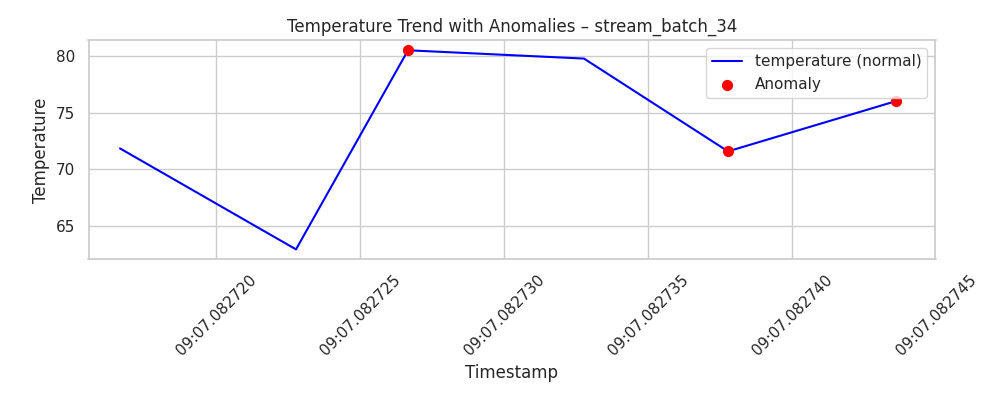 Temperature Trend with Anomalies – stream_batch_34
temperature (normal)
Anomaly
Temperature
80
75
70
65
09:07.082720
09:07.082725
09:07.082730
09:07.082735
09:07.082740
09:07.082745
Timestamp